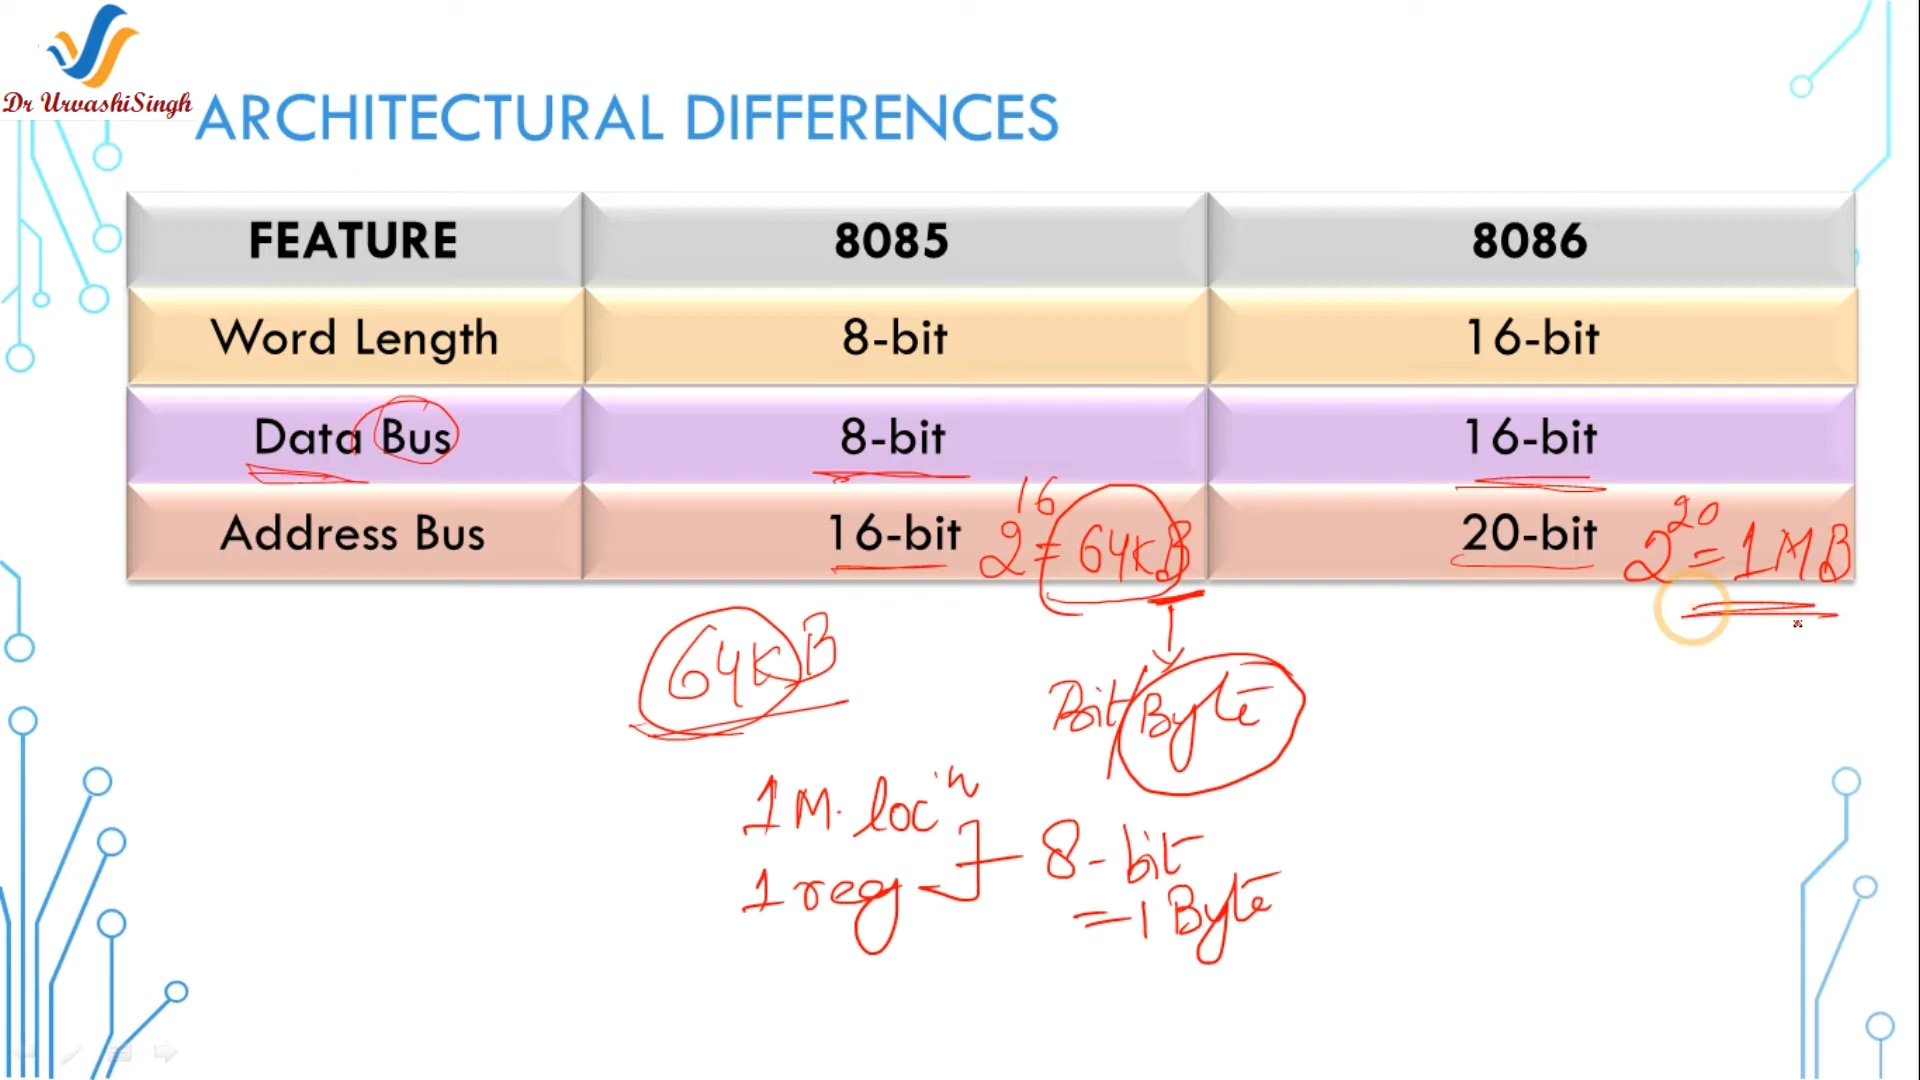 Dr UrvashiSingh
ARCHITECTURAL DIFFERENCES
FEATURE 8085 8086
Word Length 8-bit 16-bit
Data Bus 8-bit 16-bit
Address Bus 16-bit 2^16 = 64KB 20-bit 2^20 = 1MB
64KB
Bit/Byte
1 M. loc'n
1 reg
8-bit
= 1 Byte